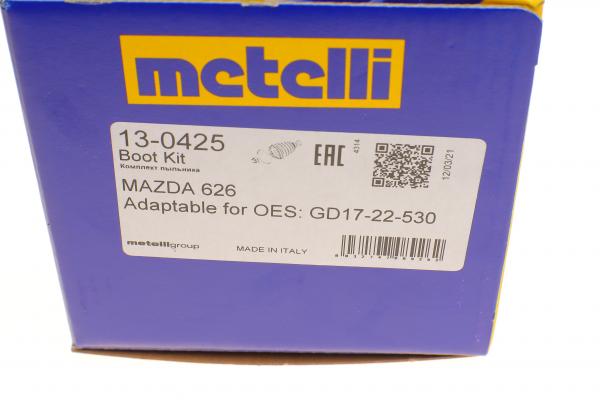 metelli
13-0425
Boot Kit
Комплект пыльника
EAC
4314
12/03/21
MAZDA 626
Adaptable for OES: GD17-22-530
metelligroup
MADE IN ITALY